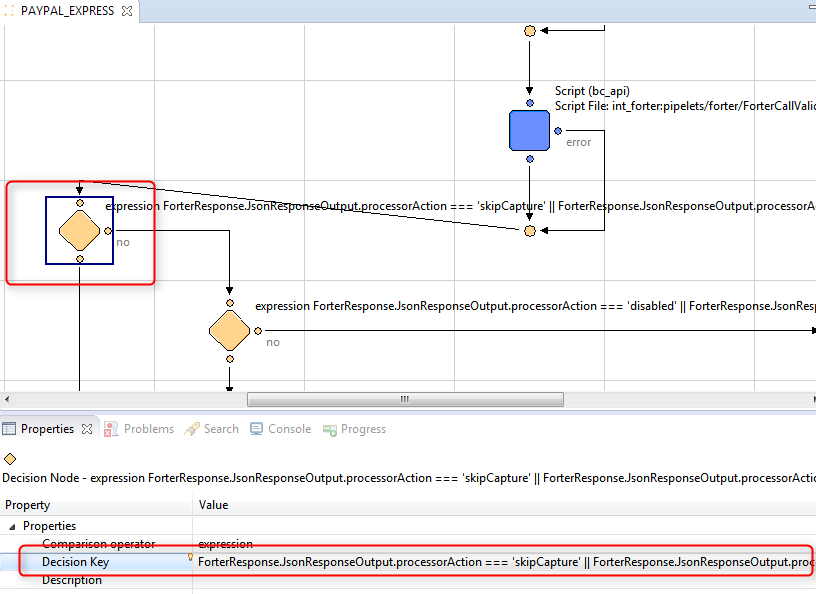 PAYPAL_EXPRESS
Script (bc_api)
Script File: int_forter:pipelets/forter/ForterCallVali
error
expression ForterResponse.JsonResponseOutput.processorAction === 'skipCapture' || ForterResponse.JsonResponseOutput.processorA
no
expression ForterResponse.JsonResponseOutput.processorAction === 'disabled' || ForterResponse.JsonRes
no
Properties Problems Search Console Progress
Decision Node - expression ForterResponse.JsonResponseOutput.processorAction === 'skipCapture' || ForterResponse.JsonResponseOutput.processorActi
Property Value
Properties
Comparison operator expression
Decision Key ForterResponse.JsonResponseOutput.processorAction === 'skipCapture' || ForterResponse.JsonResponseOutput.proc
Description